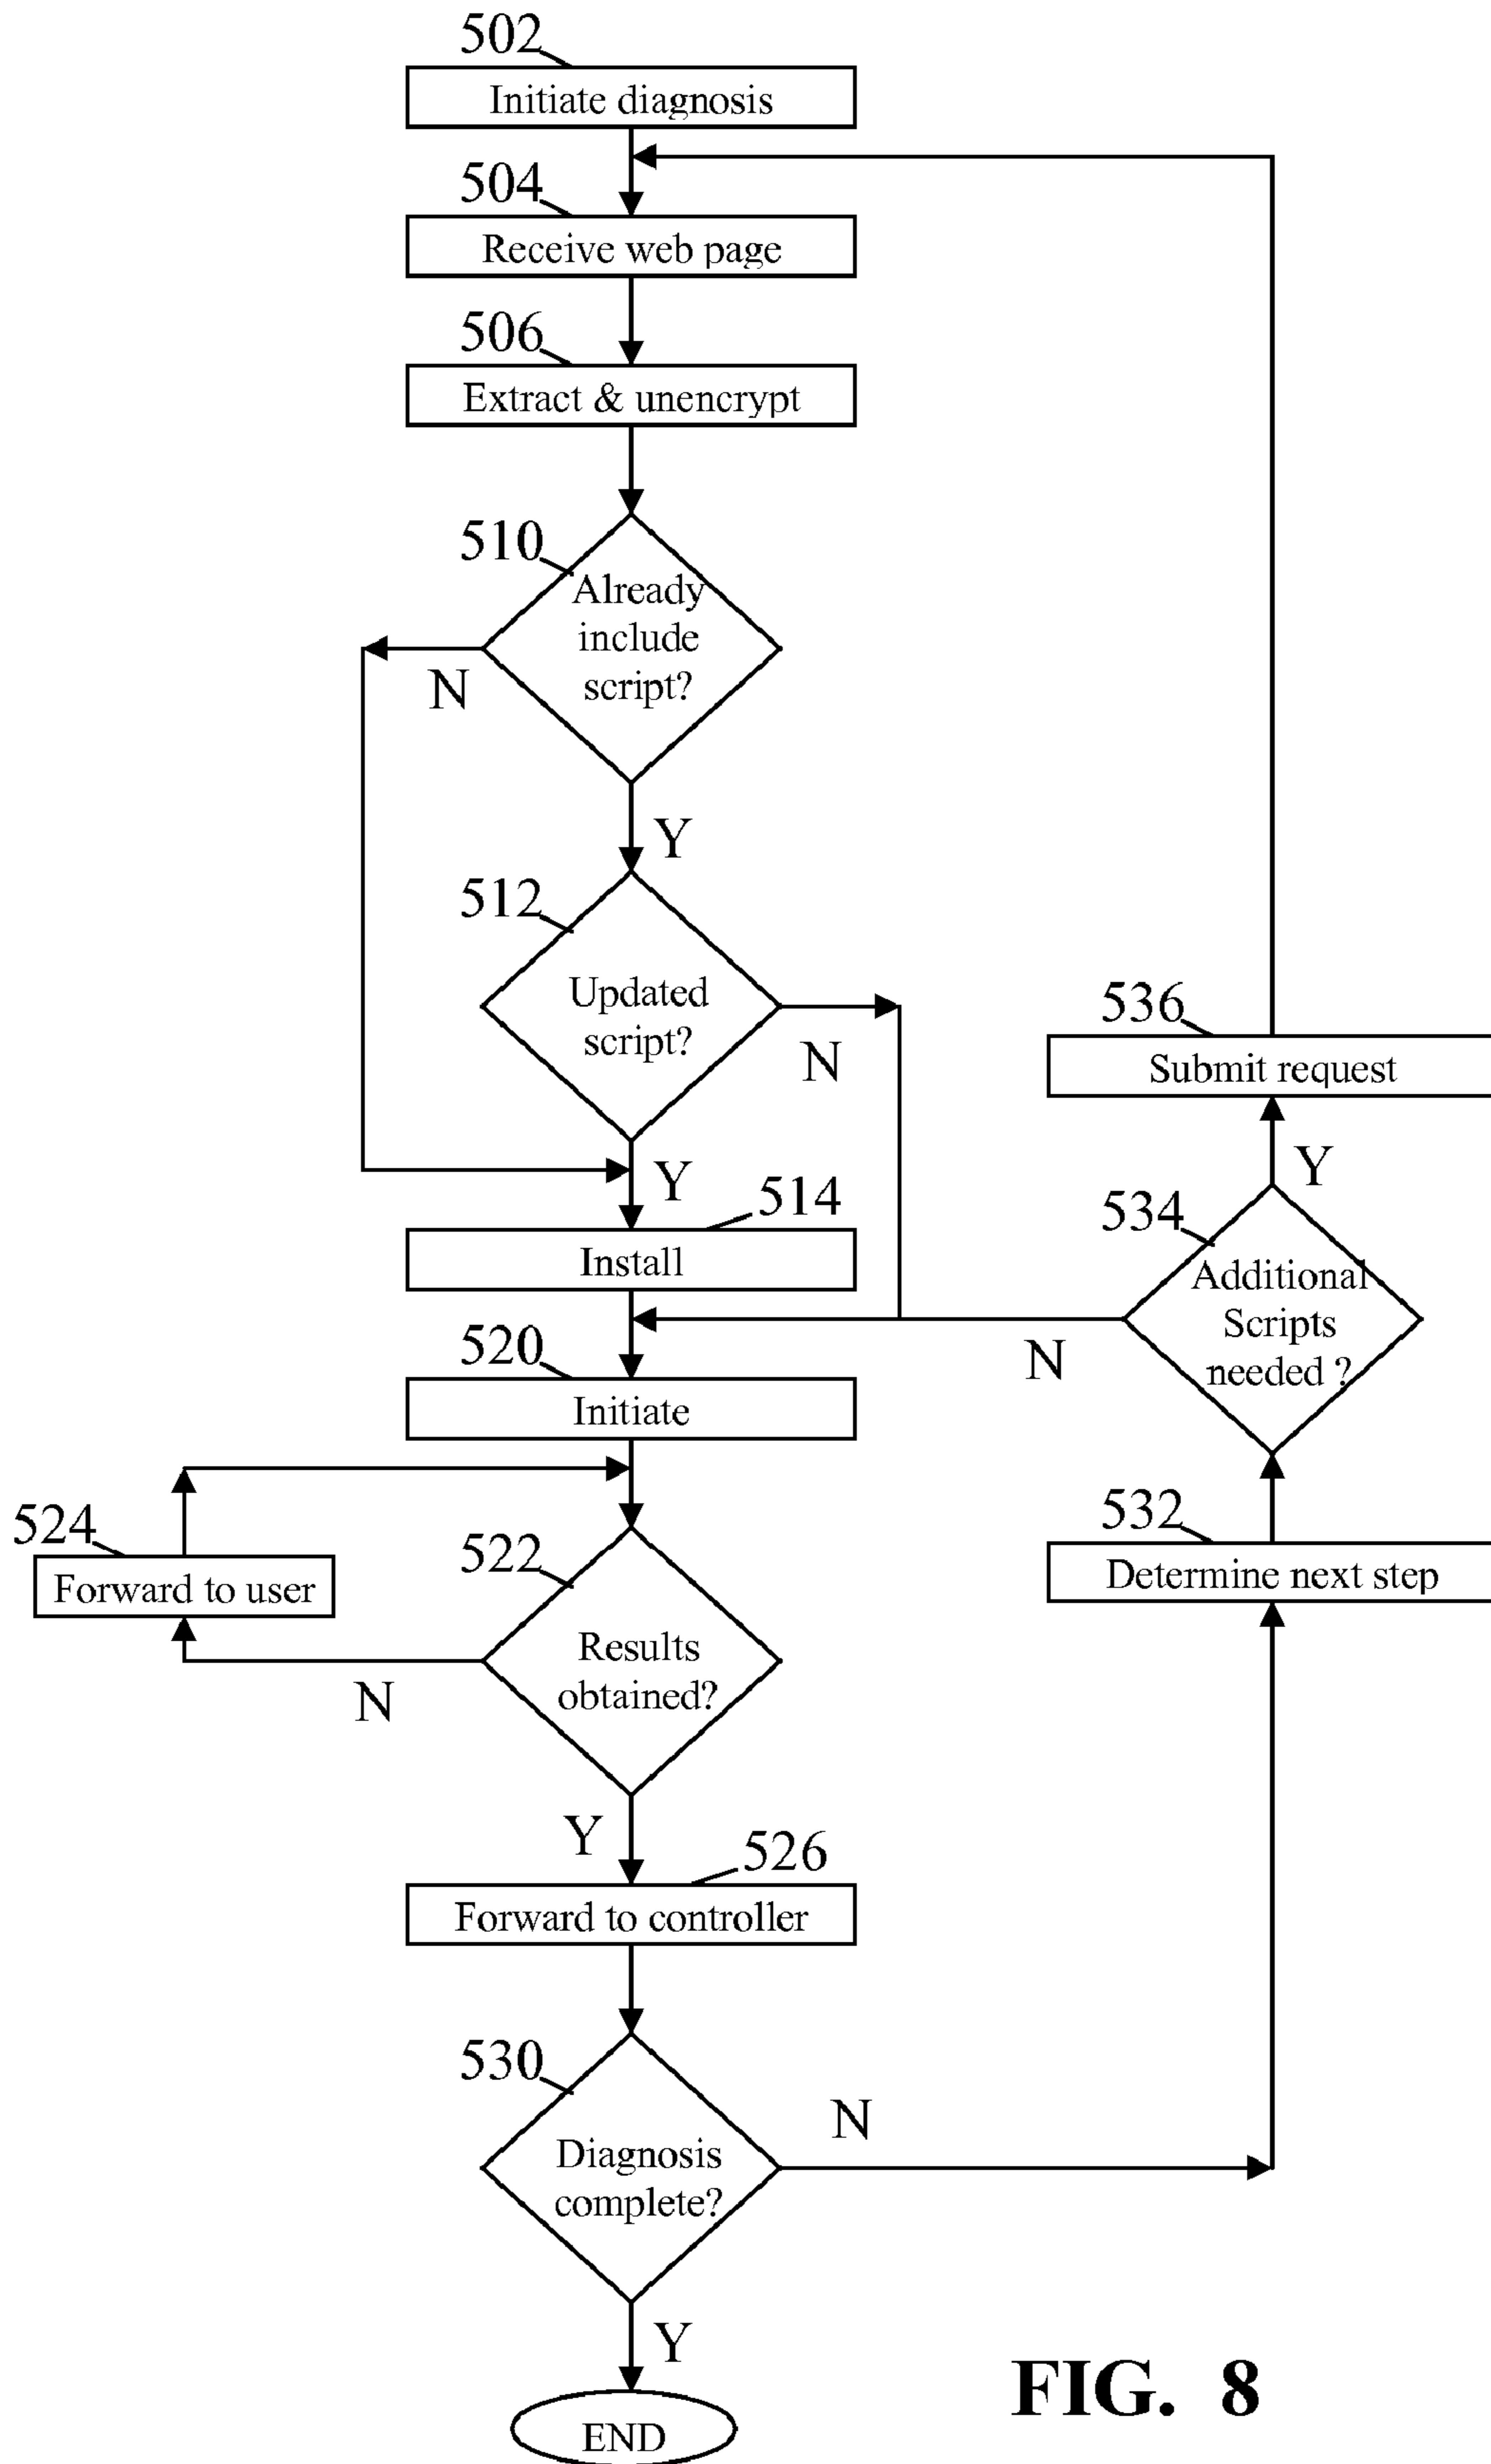 502
Initiate diagnosis
504
Receive web page
506
Extract & unencrypt
510
Already
include
script?
N
Y
512
Updated
script?
N
Y
514
Install
520
Initiate
524
Forward to user
522
Results
obtained?
N
Y
526
Forward to controller
530
Diagnosis
complete?
N
Y
END
532
Determine next step
534
Additional
Scripts
needed ?
N
Y
536
Submit request
FIG. 8